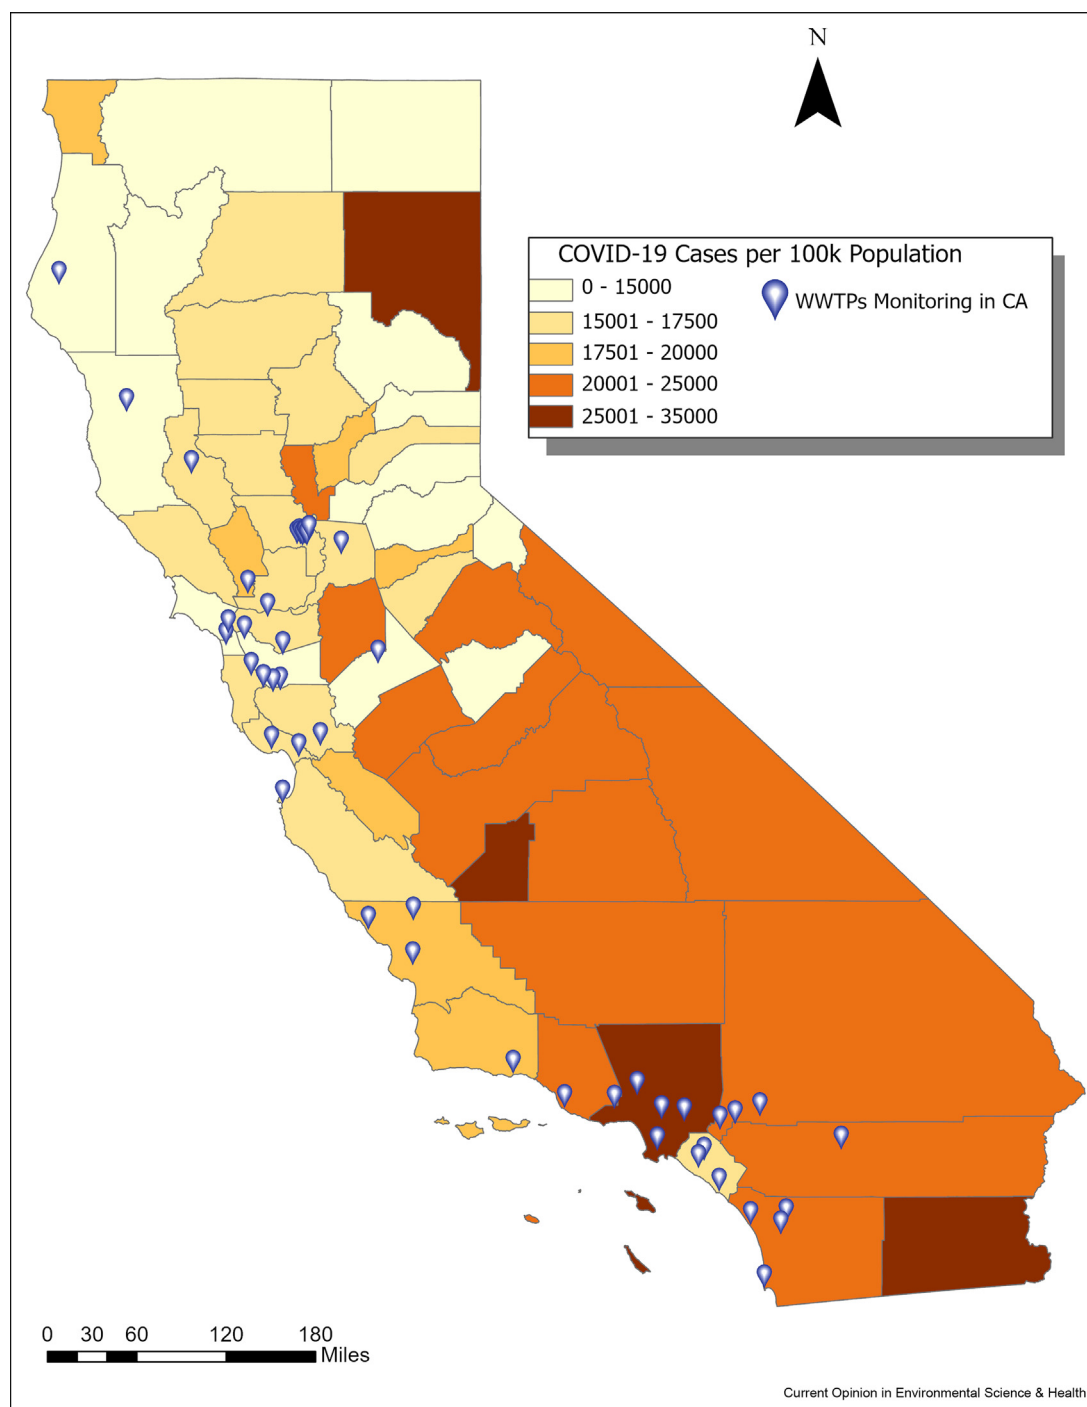 N
COVID-19 Cases per 100k Population
0 - 15000
15001 - 17500
17501 - 20000
20001 - 25000
25001 - 35000
WWTPs Monitoring in CA
0 30 60 120 180
Miles
Current Opinion in Environmental Science & Health